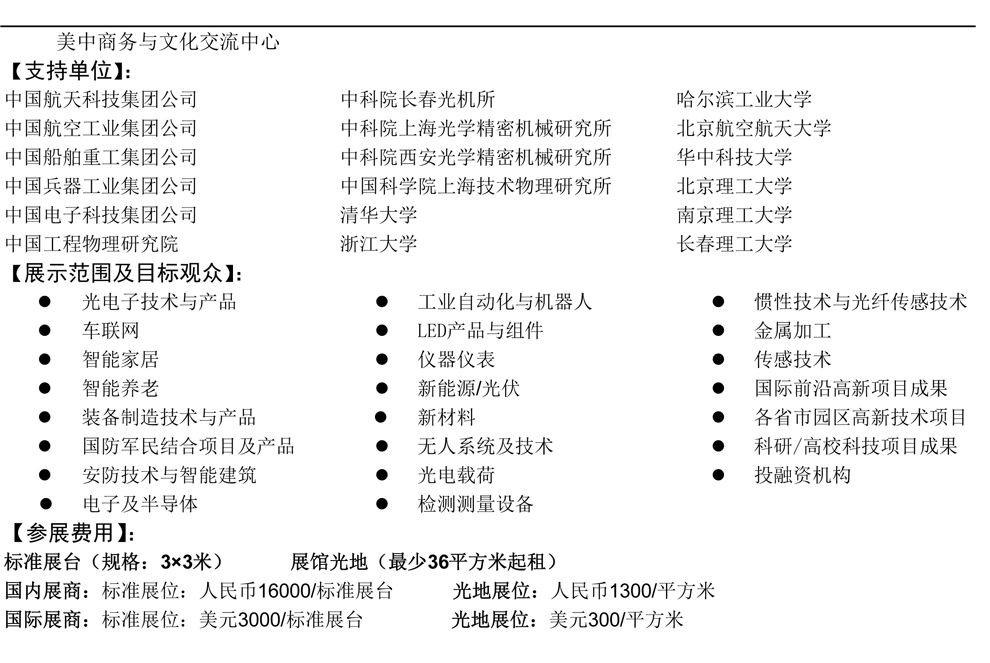 美中商务与文化交流中心
【支持单位】：
中国航天科技集团公司 中科院长春光机所 哈尔滨工业大学
中国航空工业集团公司 中科院上海光学精密机械研究所 北京航空航天大学
中国船舶重工集团公司 中科院西安光学精密机械研究所 华中科技大学
中国兵器工业集团公司 中国科学院上海技术物理研究所 北京理工大学
中国电子科技集团公司 清华大学 南京理工大学
中国工程物理研究院 浙江大学 长春理工大学
【展示范围及目标观众】：
● 光电子技术与产品 ● 工业自动化与机器人 ● 惯性技术与光纤传感技术
● 车联网 ● LED产品与组件 ● 金属加工
● 智能家居 ● 仪器仪表 ● 传感技术
● 智能养老 ● 新能源/光伏 ● 国际前沿高新项目成果
● 装备制造技术与产品 ● 新材料 ● 各省市园区高新技术项目
● 国防军民结合项目及产品 ● 无人系统及技术 ● 科研/高校科技项目成果
● 安防技术与智能建筑 ● 光电载荷 ● 投融资机构
● 电子及半导体 ● 检测测量设备
【参展费用】：
标准展台（规格：3×3米） 展馆光地（最少36平方米起租）
国内展商：标准展位：人民币16000/标准展台 光地展位：人民币1300/平方米
国际展商：标准展位：美元3000/标准展台 光地展位：美元300/平方米